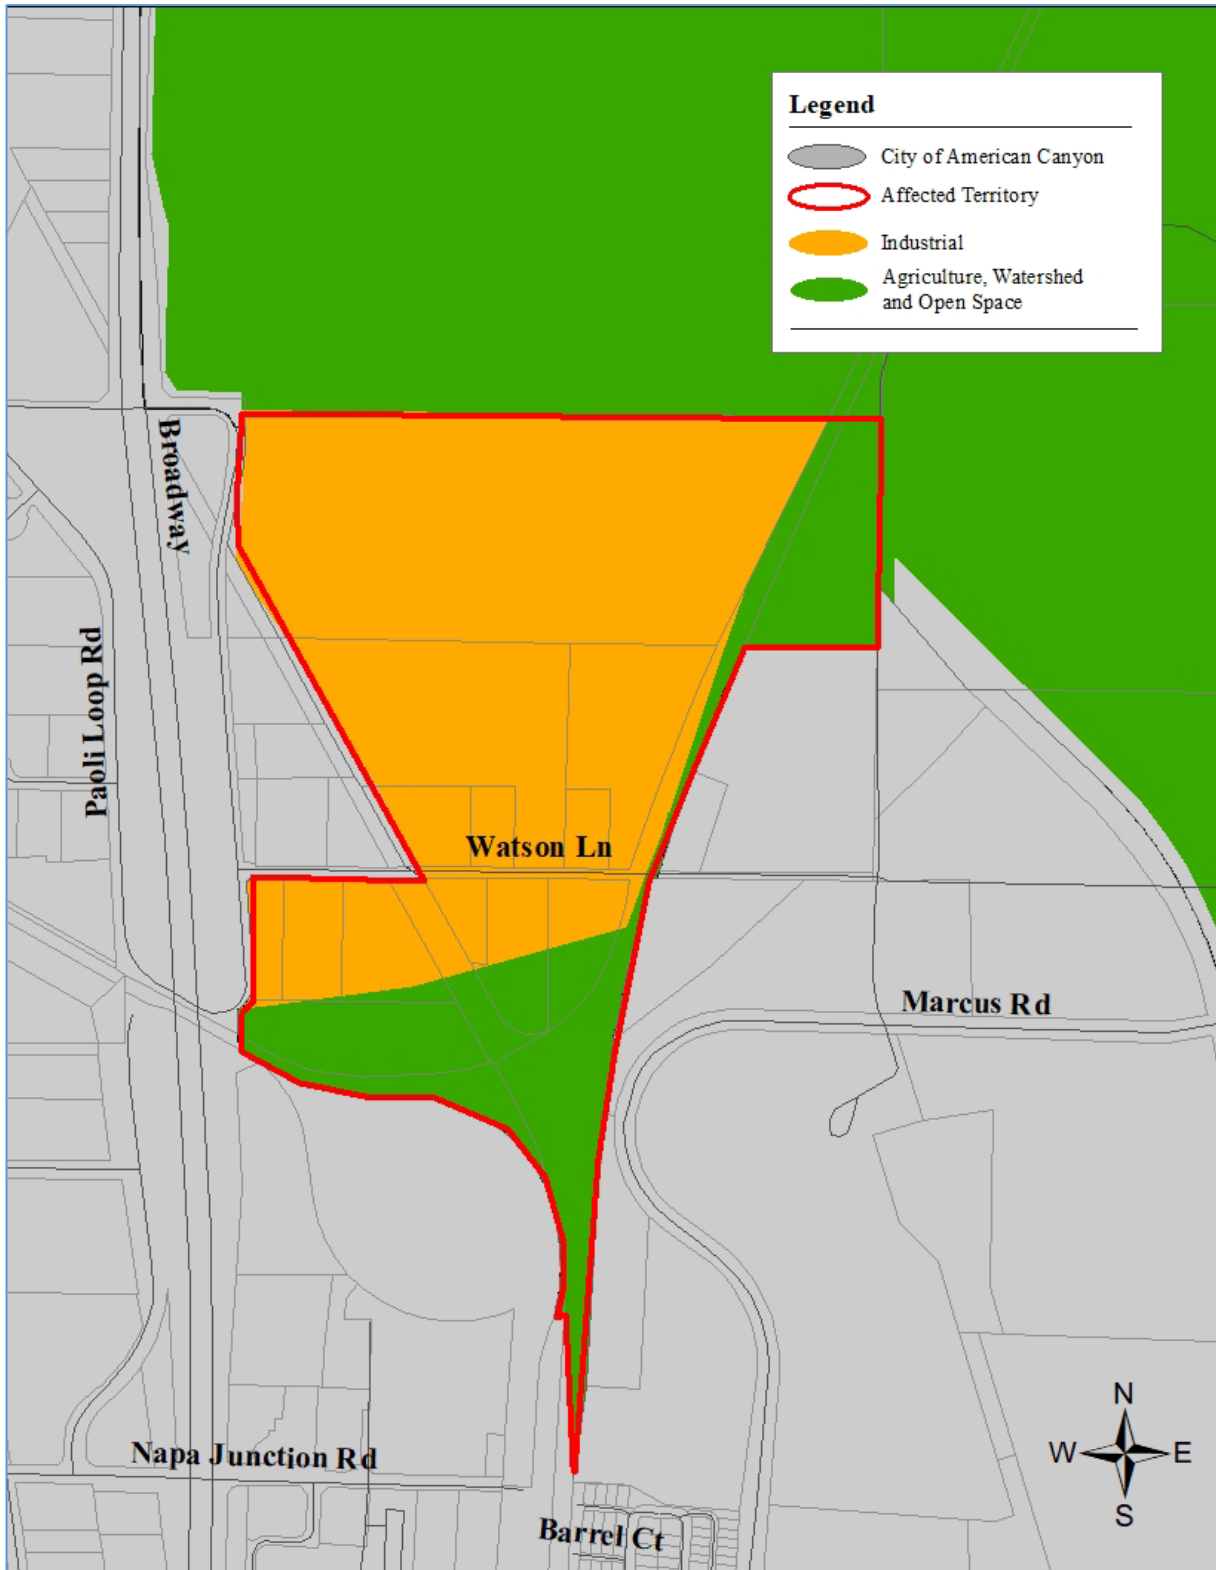 Legend
City of American Canyon
Affected Territory
Industrial
Agriculture, Watershed
and Open Space
Broadway
Paoli Loop Rd
Watson Ln
Marcus Rd
Napa Junction Rd
Barrel Ct
N
W
E
S